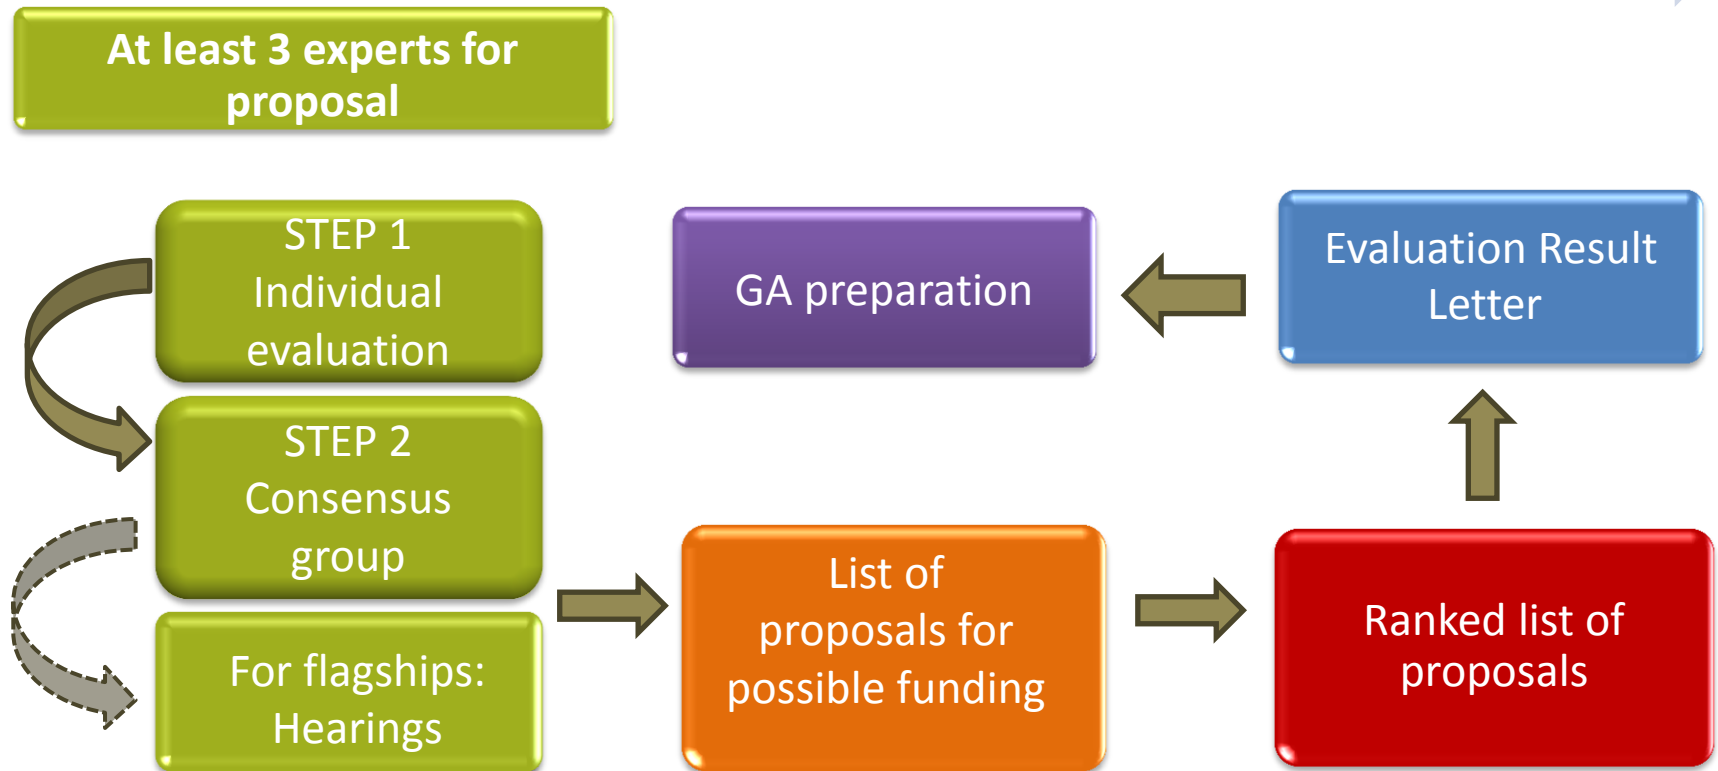 At least 3 experts for
proposal
STEP 1
Individual
evaluation
STEP 2
Consensus
group
For flagships:
Hearings
List of
proposals for
possible funding
Ranked list of
proposals
Evaluation Result
Letter
GA preparation